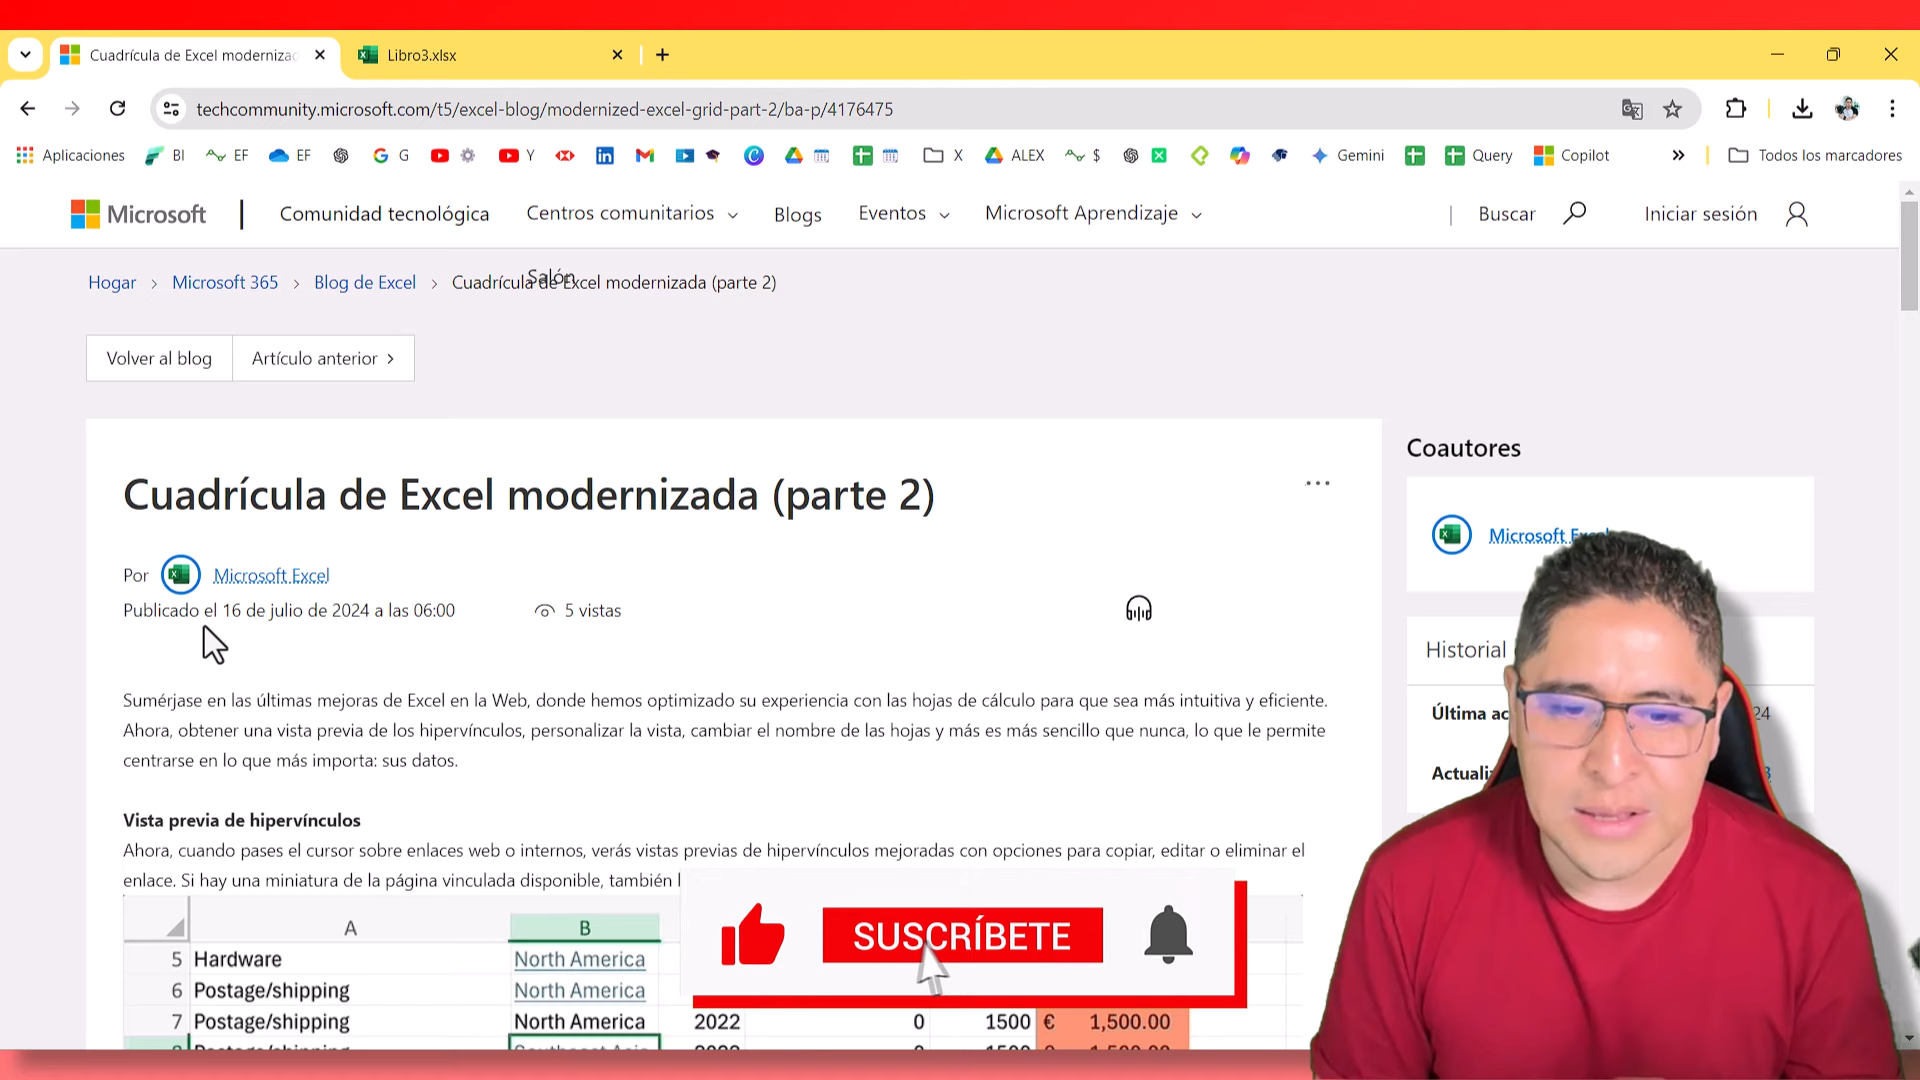 Cuadrícula de Excel modernizac
Libro3.xlsx
techcommunity.microsoft.com/t5/excel-blog/modernized-excel-grid-part-2/ba-p/4176475
Aplicaciones BI EF EF G Y X ALEX $ Gemini Query Copilot Todos los marcadores
Microsoft Comunidad tecnológica Centros comunitarios Blogs Eventos Microsoft Aprendizaje Buscar Iniciar sesión
Salón
Hogar > Microsoft 365 > Blog de Excel > Cuadrícula de Excel modernizada (parte 2)
Volver al blog Artículo anterior >
Cuadrícula de Excel modernizada (parte 2)
Por Microsoft Excel
Publicado el 16 de julio de 2024 a las 06:00 5 vistas
Sumérjase en las últimas mejoras de Excel en la Web, donde hemos optimizado su experiencia con las hojas de cálculo para que sea más intuitiva y eficiente.
Ahora, obtener una vista previa de los hipervínculos, personalizar la vista, cambiar el nombre de las hojas y más es más sencillo que nunca, lo que le permite
centrarse en lo que más importa: sus datos.
Vista previa de hipervínculos
Ahora, cuando pases el cursor sobre enlaces web o internos, verás vistas previas de hipervínculos mejoradas con opciones para copiar, editar o eliminar el
enlace. Si hay una miniatura de la página vinculada disponible, también
A B
5 Hardware North America
6 Postage/shipping North America
7 Postage/shipping North America 2022 0 1500 € 1,500.00
SUSCRÍBETE
Coautores
Microsoft
Historial
Última
24